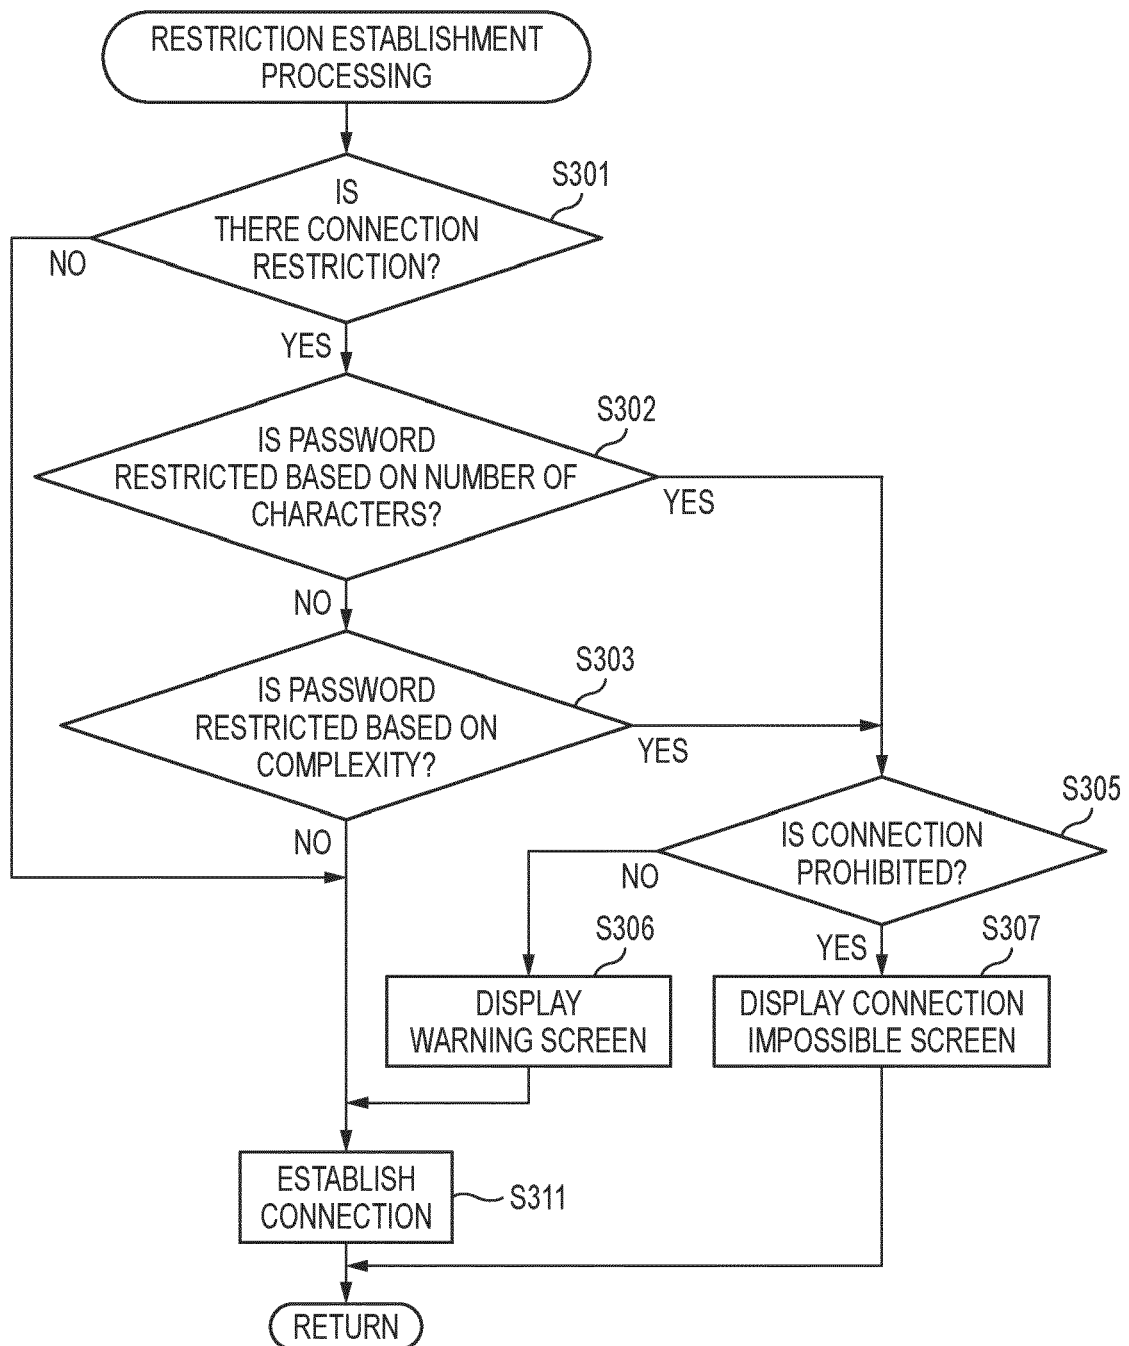 RESTRICTION ESTABLISHMENT
PROCESSING
S301
IS
THERE CONNECTION
RESTRICTION?
NO
YES
S302
IS PASSWORD
RESTRICTED BASED ON NUMBER OF
CHARACTERS?
YES
NO
S303
IS PASSWORD
RESTRICTED BASED ON
COMPLEXITY?
YES
NO
S305
IS CONNECTION
PROHIBITED?
NO
YES
S306
DISPLAY
WARNING SCREEN
S307
DISPLAY CONNECTION
IMPOSSIBLE SCREEN
ESTABLISH
CONNECTION
S311
RETURN